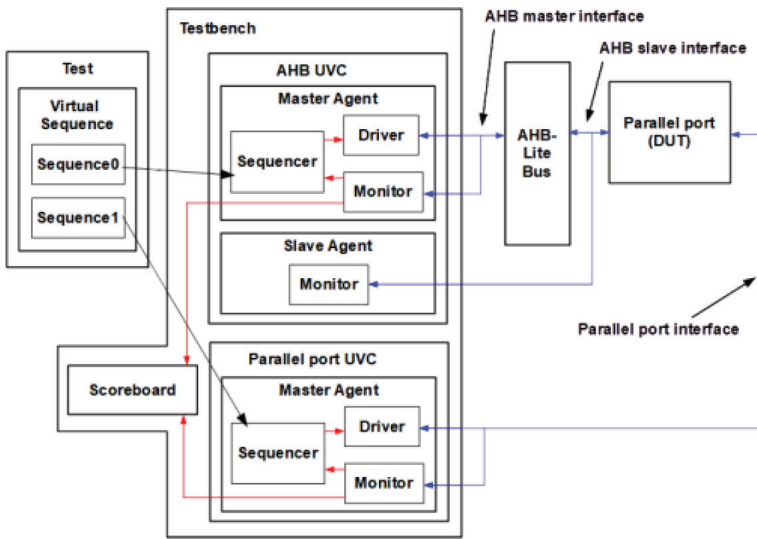 AHB master interface
Testbench
AHB slave interface
Test
Virtual
Sequence
Sequence0
Sequence1
AHB UVC
Master Agent
Sequencer
Driver
Monitor
Slave Agent
Monitor
AHB-
Lite
Bus
Parallel port
(DUT)
Parallel port interface
Scoreboard
Parallel port UVC
Master Agent
Sequencer
Driver
Monitor